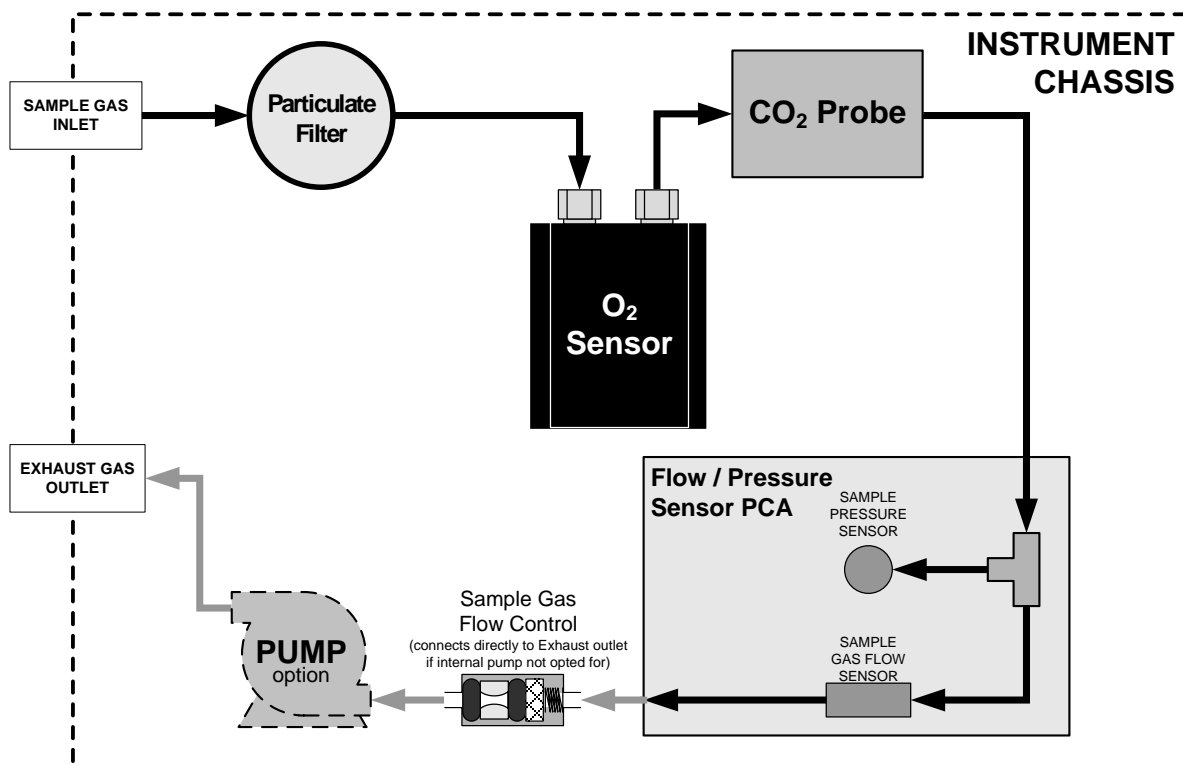 INSTRUMENT
CHASSIS
SAMPLE GAS
INLET
Particulate
Filter
CO₂ Probe
O₂
Sensor
EXHAUST GAS
OUTLET
Flow / Pressure
Sensor PCA
SAMPLE
PRESSURE
SENSOR
Sample Gas
Flow Control
(connects directly to Exhaust outlet
if internal pump not opted for)
SAMPLE
GAS FLOW
SENSOR
PUMP
option